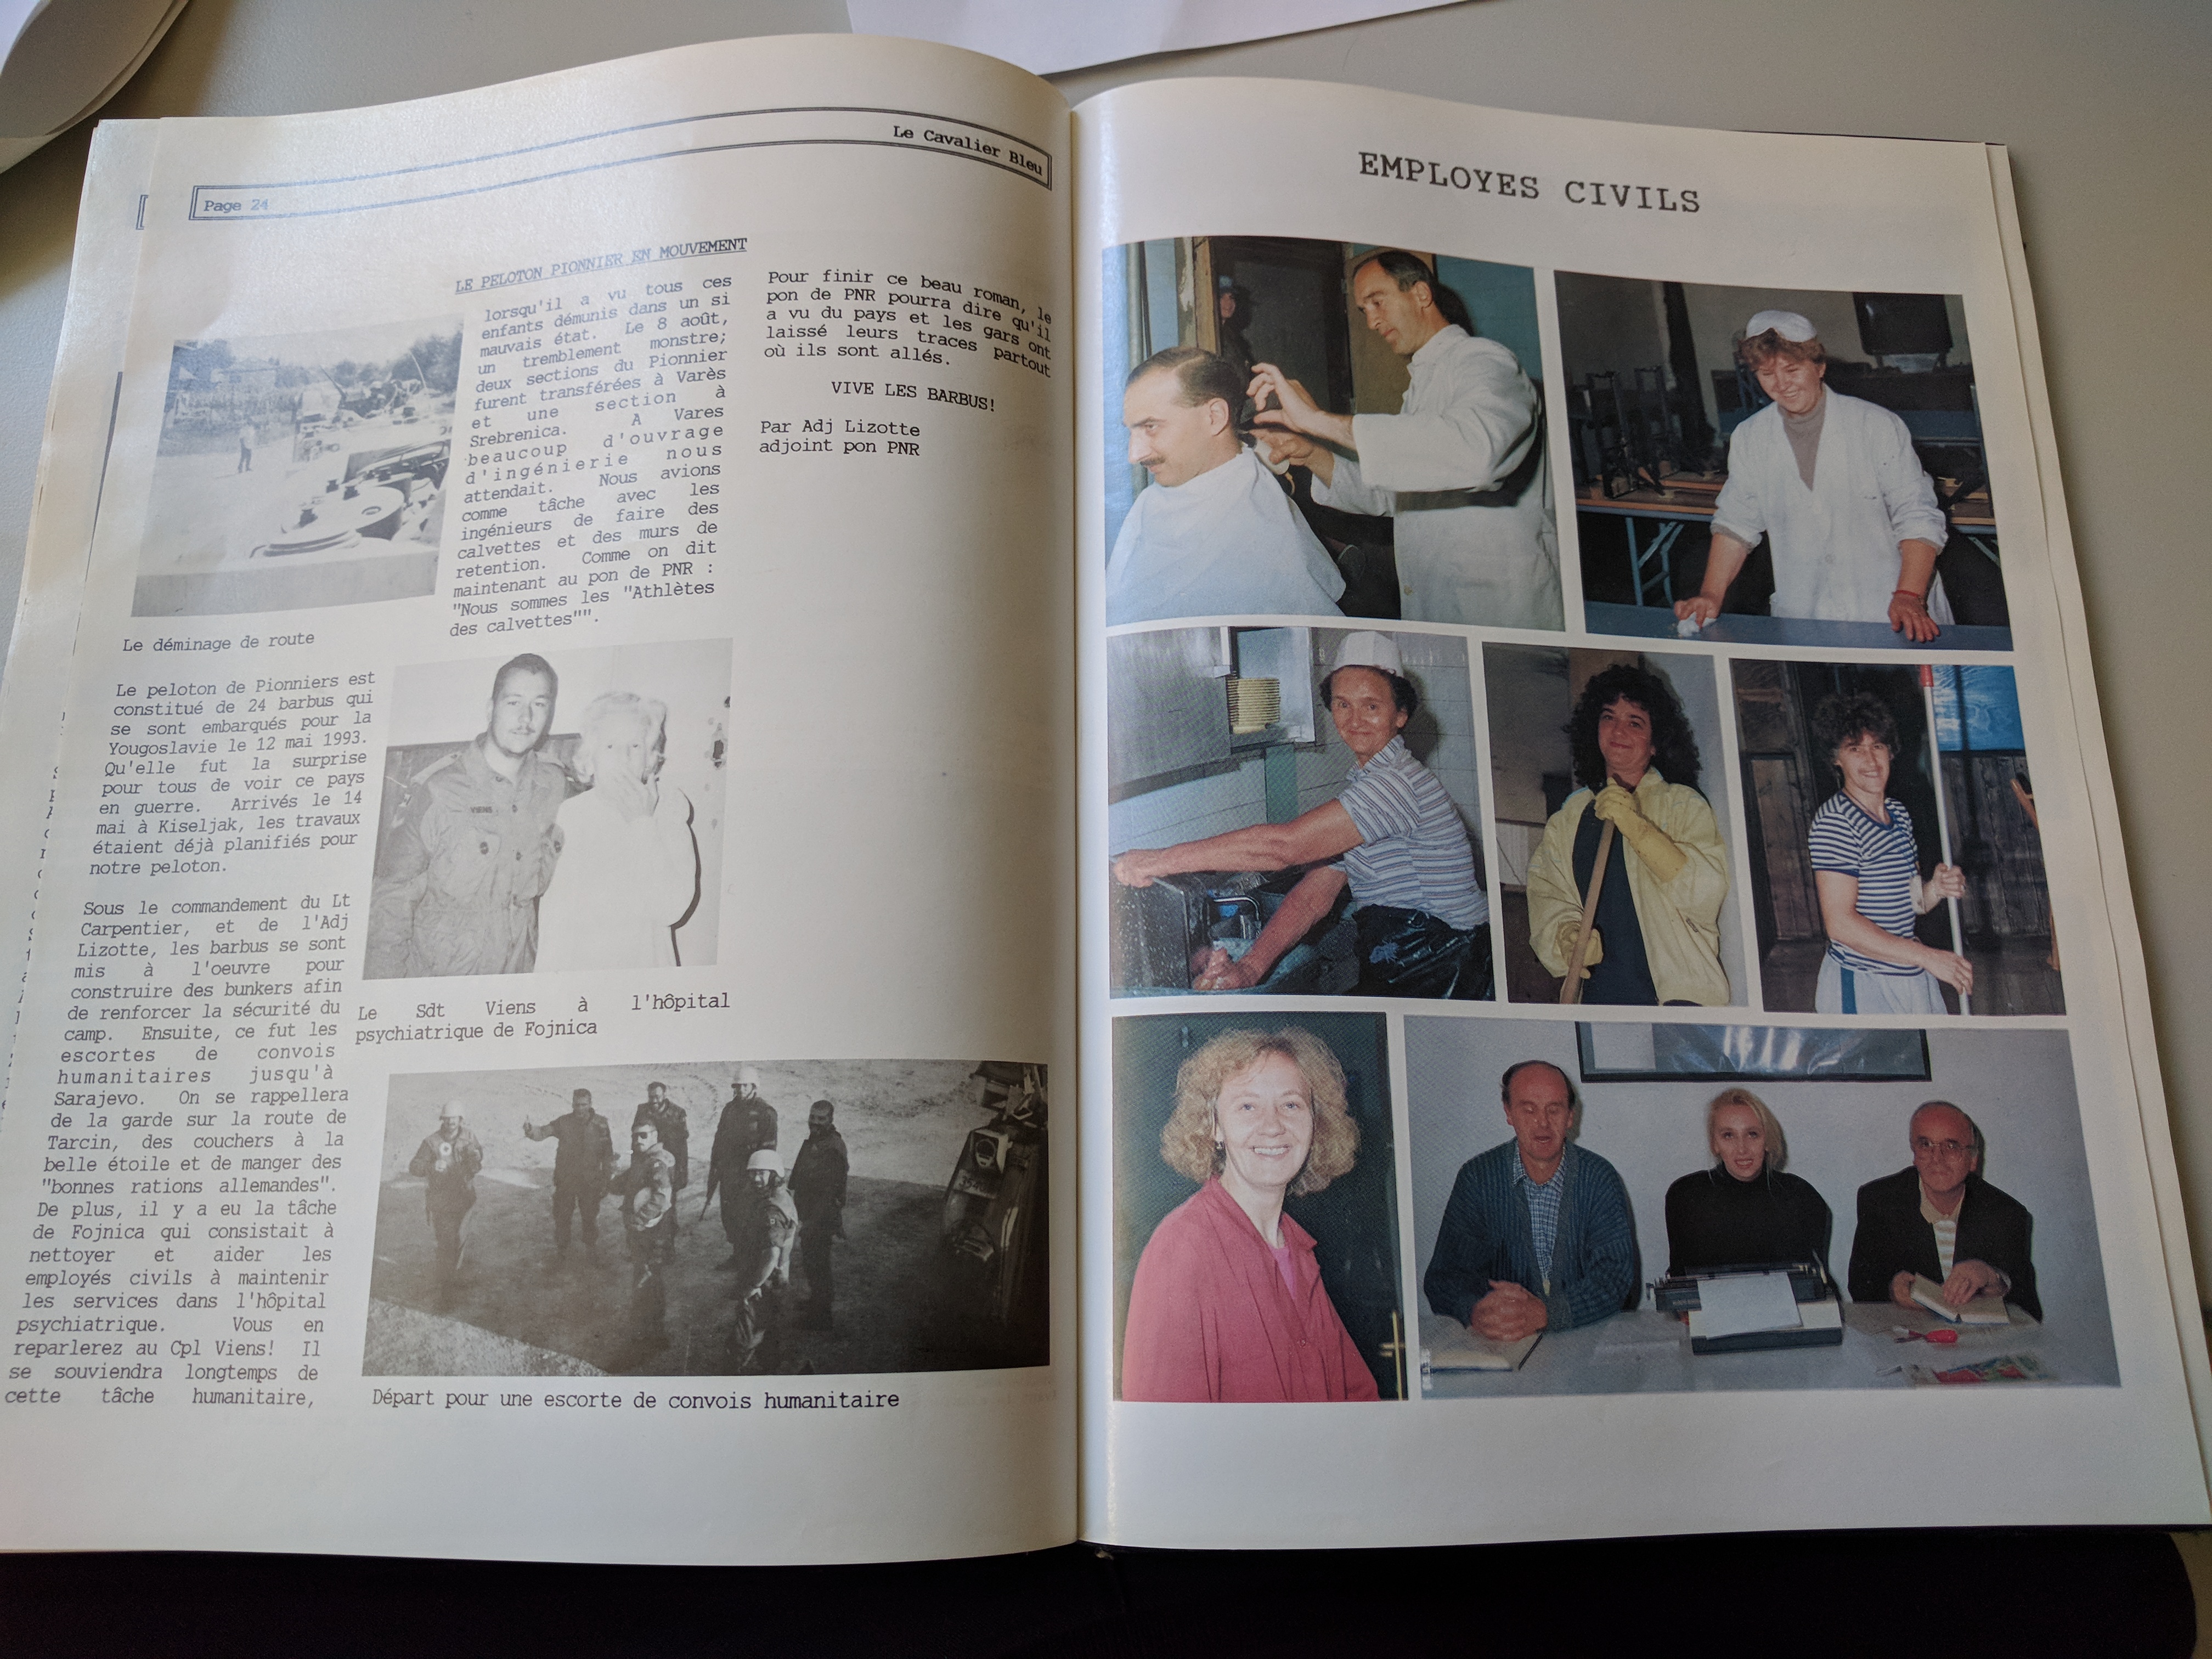 Page 24
Le Cavalier Bleu
LE PELOTON PIONNIER EN MOUVEMENT
Le déminage de route
Le peloton de Pionniers est
constitué de 24 barbus qui
se sont embarqués pour la
Yougoslavie le 12 mai 1993.
Qu'elle fut la surprise
pour tous de voir ce pays
en guerre. Arrivés le 14
mai à Kiseljak, les travaux
étaient déjà planifiés pour
notre peloton.
Sous le commandement du Lt
Carpentier, et de l'Adj
Lizotte, les barbus se sont
mis à l'oeuvre pour
construire des bunkers afin
de renforcer la sécurité du
camp. Ensuite, ce fut les
escortes de convois
humanitaires jusqu'à
Sarajevo. On se rappellera
de la garde sur la route de
Tarcin, des couchers à la
belle étoile et de manger des
"bonnes rations allemandes".
De plus, il y a eu la tâche
de Fojnica qui consistait à
nettoyer et aider les
employés civils à maintenir
les services dans l'hôpital
psychiatrique. Vous en
reparlerez au Cpl Viens! Il
se souviendra longtemps de
cette tâche humanitaire,
lorsqu'il a vu tous ces
enfants démunis dans un si
mauvais état. Le 8 août,
un tremblement monstre;
deux sections du Pionnier
furent transférées à Varès
et une section à
Srebrenica. A Vares
beaucoup d'ouvrage
d'ingénierie nous
attendait. Nous avions
comme tâche avec les
ingénieurs de faire des
calvettes et des murs de
retention. Comme on dit
maintenant au pon de PNR :
"Nous sommes les "Athlètes
des calvettes"".
VIENS
Le Sdt Viens à l'hôpital
psychiatrique de Fojnica
Départ pour une escorte de convois humanitaire
Pour finir ce beau roman, le
pon de PNR pourra dire qu'il
a vu du pays et les gars ont
laissé leurs traces partout
où ils sont allés.
VIVE LES BARBUS!
Par Adj Lizotte
adjoint pon PNR
EMPLOYES CIVILS